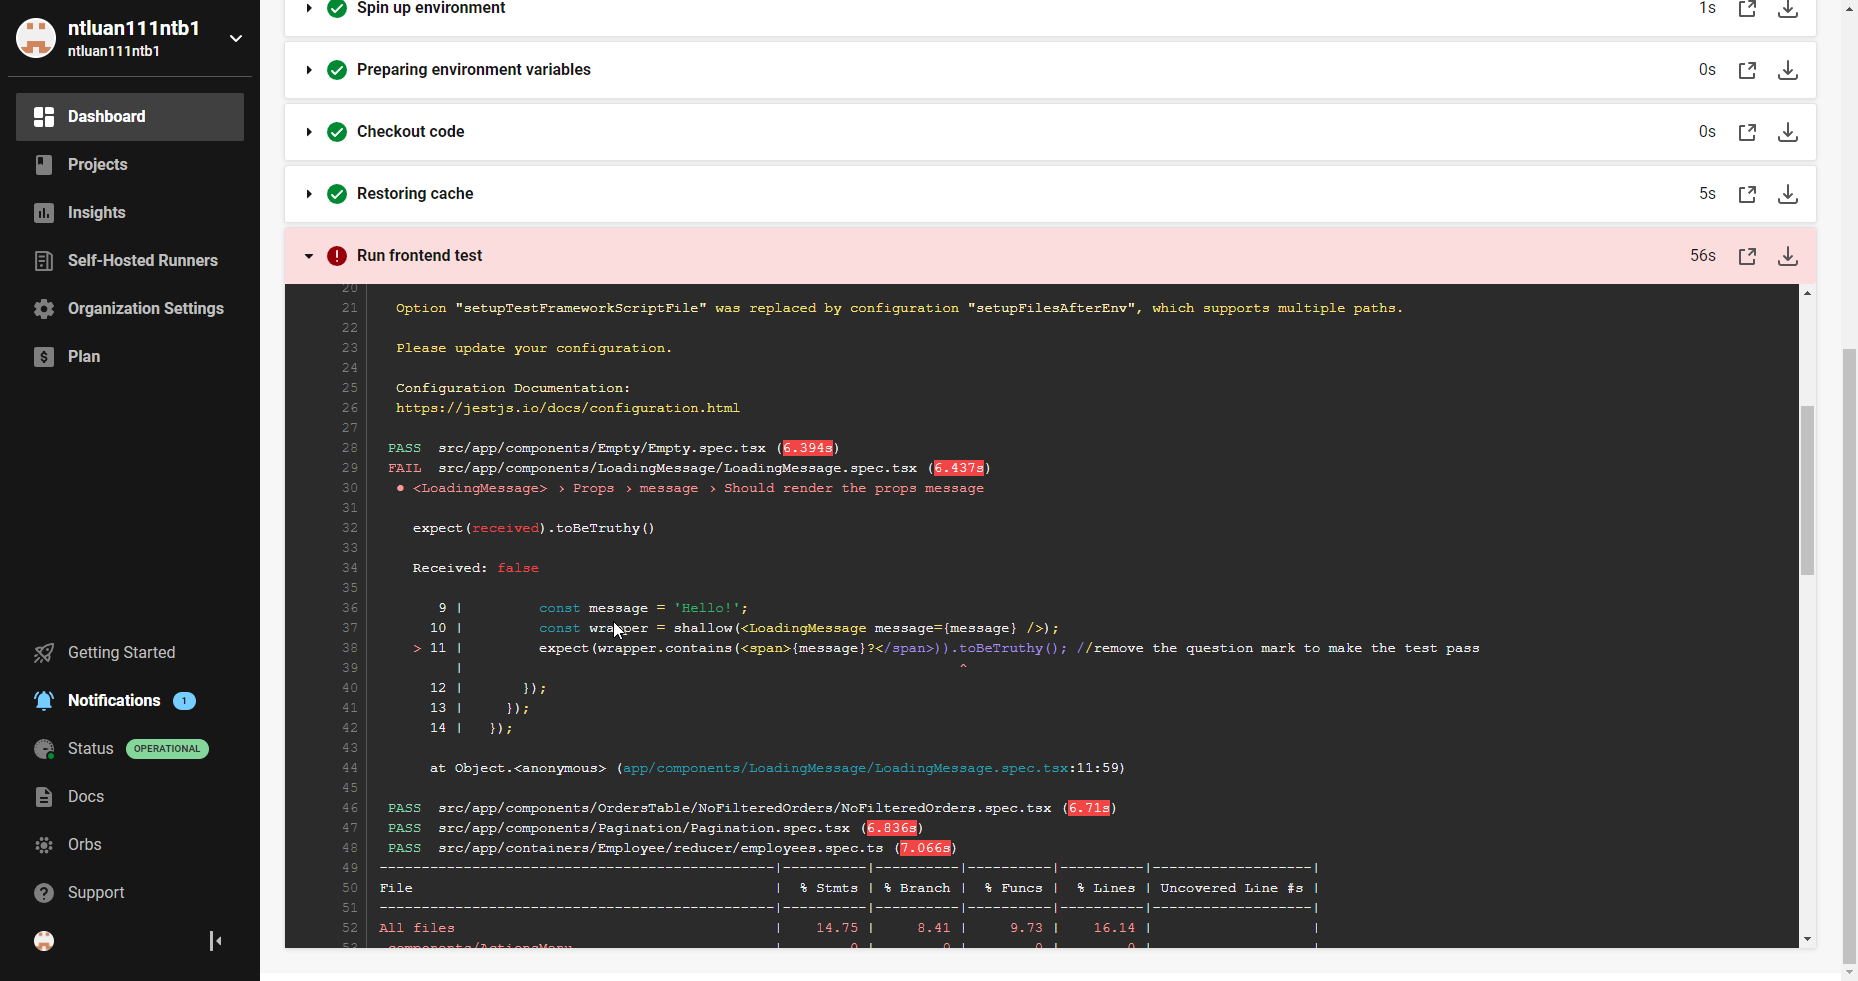 ntluan111ntb1
ntluan111ntb1
Dashboard
Projects
Insights
Self-Hosted Runners
Organization Settings
Plan
Getting Started
Notifications 1
Status OPERATIONAL
Docs
Orbs
Support
Spin up environment 1s
Preparing environment variables 0s
Checkout code 0s
Restoring cache 5s
Run frontend test 56s
20
21 Option "setupTestFrameworkScriptFile" was replaced by configuration "setupFilesAfterEnv", which supports multiple paths.
22
23 Please update your configuration.
24
25 Configuration Documentation:
26 https://jestjs.io/docs/configuration.html
27
28 PASS src/app/components/Empty/Empty.spec.tsx (6.394s)
29 FAIL src/app/components/LoadingMessage/LoadingMessage.spec.tsx (6.437s)
30 ● <LoadingMessage> › Props › message › Should render the props message
31
32 expect(received).toBeTruthy()
33
34 Received: false
35
36 9 | const message = 'Hello!';
37 10 | const wrapper = shallow(<LoadingMessage message={message} />);
38 > 11 | expect(wrapper.contains(<span>{message}?</span>)).toBeTruthy(); //remove the question mark to make the test pass
39 | ^
40 12 | });
41 13 | });
42 14 | });
43
44 at Object.<anonymous> (app/components/LoadingMessage/LoadingMessage.spec.tsx:11:59)
45
46 PASS src/app/components/OrdersTable/NoFilteredOrders/NoFilteredOrders.spec.tsx (6.71s)
47 PASS src/app/components/Pagination/Pagination.spec.tsx (6.836s)
48 PASS src/app/containers/Employee/reducer/employees.spec.ts (7.066s)
49 -----------------------------------------------|----------|----------|----------|----------|-------------------|
50 File | % Stmts | % Branch | % Funcs | % Lines | Uncovered Line #s |
51 -----------------------------------------------|----------|----------|----------|----------|-------------------|
52 All files | 14.75 | 8.41 | 9.73 | 16.14 | |
53 components/ActionsMenu | 0 | 0 | 0 | 0 | |